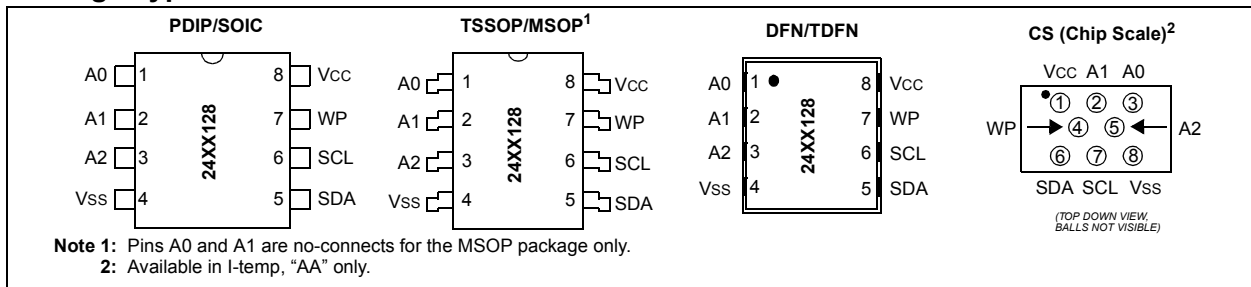 PDIP/SOIC
A0 1 8 VCC
A1 2 7 WP
A2 3 6 SCL
VSS 4 5 SDA
24XX128
TSSOP/MSOP1
A0 1 8 VCC
A1 2 7 WP
A2 3 6 SCL
VSS 4 5 SDA
24XX128
DFN/TDFN
A0 1 8 VCC
A1 2 7 WP
A2 3 6 SCL
VSS 4 5 SDA
24XX128
CS (Chip Scale)2
VCC A1 A0
1 2 3
WP 4 5 A2
6 7 8
SDA SCL VSS
(TOP DOWN VIEW,
BALLS NOT VISIBLE)
Note 1: Pins A0 and A1 are no-connects for the MSOP package only.
2: Available in I-temp, “AA” only.